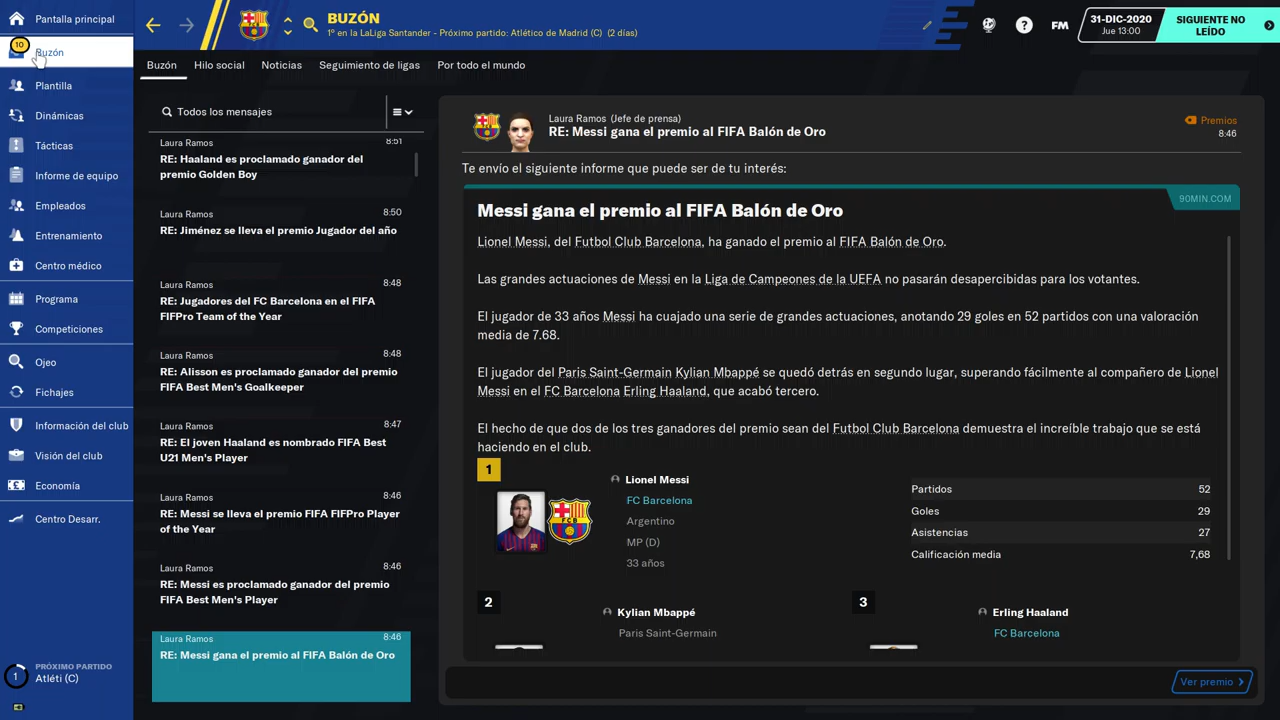 Pantalla principal
10
Buzón
Plantilla
Dinámicas
Tácticas
Informe de equipo
Empleados
Entrenamiento
Centro médico
Programa
Competiciones
Ojeo
Fichajes
Información del club
Visión del club
Economía
Centro Desarr.
1
PRÓXIMO PARTIDO
Atléti (C)
BUZÓN
1º en la LaLiga Santander - Próximo partido: Atlético de Madrid (C) (2 días)
?
FM
31-DIC-2020
Jue 13:00
SIGUIENTE NO
LEÍDO
Buzón Hilo social Noticias Seguimiento de ligas Por todo el mundo
Todos los mensajes
Laura Ramos 8:51
RE: Haaland es proclamado ganador del
premio Golden Boy
Laura Ramos 8:50
RE: Jiménez se lleva el premio Jugador del año
Laura Ramos 8:48
RE: Jugadores del FC Barcelona en el FIFA
FIFPro Team of the Year
Laura Ramos 8:48
RE: Alisson es proclamado ganador del premio
FIFA Best Men's Goalkeeper
Laura Ramos 8:47
RE: El joven Haaland es nombrado FIFA Best
U21 Men's Player
Laura Ramos 8:46
RE: Messi se lleva el premio FIFA FIFPro Player
of the Year
Laura Ramos 8:46
RE: Messi es proclamado ganador del premio
FIFA Best Men's Player
Laura Ramos 8:46
RE: Messi gana el premio al FIFA Balón de Oro
Laura Ramos (Jefe de prensa)
RE: Messi gana el premio al FIFA Balón de Oro
Premios
8:46
Te envío el siguiente informe que puede ser de tu interés:
90MIN.COM
Messi gana el premio al FIFA Balón de Oro
Lionel Messi, del Futbol Club Barcelona, ha ganado el premio al FIFA Balón de Oro.
Las grandes actuaciones de Messi en la Liga de Campeones de la UEFA no pasarán desapercibidas para los votantes.
El jugador de 33 años Messi ha cuajado una serie de grandes actuaciones, anotando 29 goles en 52 partidos con una valoración
media de 7.68.
El jugador del Paris Saint-Germain Kylian Mbappé se quedó detrás en segundo lugar, superando fácilmente al compañero de Lionel
Messi en el FC Barcelona Erling Haaland, que acabó tercero.
El hecho de que dos de los tres ganadores del premio sean del Futbol Club Barcelona demuestra el increíble trabajo que se está
haciendo en el club.
1
Lionel Messi
FC Barcelona
Argentino
MP (D)
33 años
Partidos 52
Goles 29
Asistencias 27
Calificación media 7,68
2
Kylian Mbappé
Paris Saint-Germain
3
Erling Haaland
FC Barcelona
Ver premio